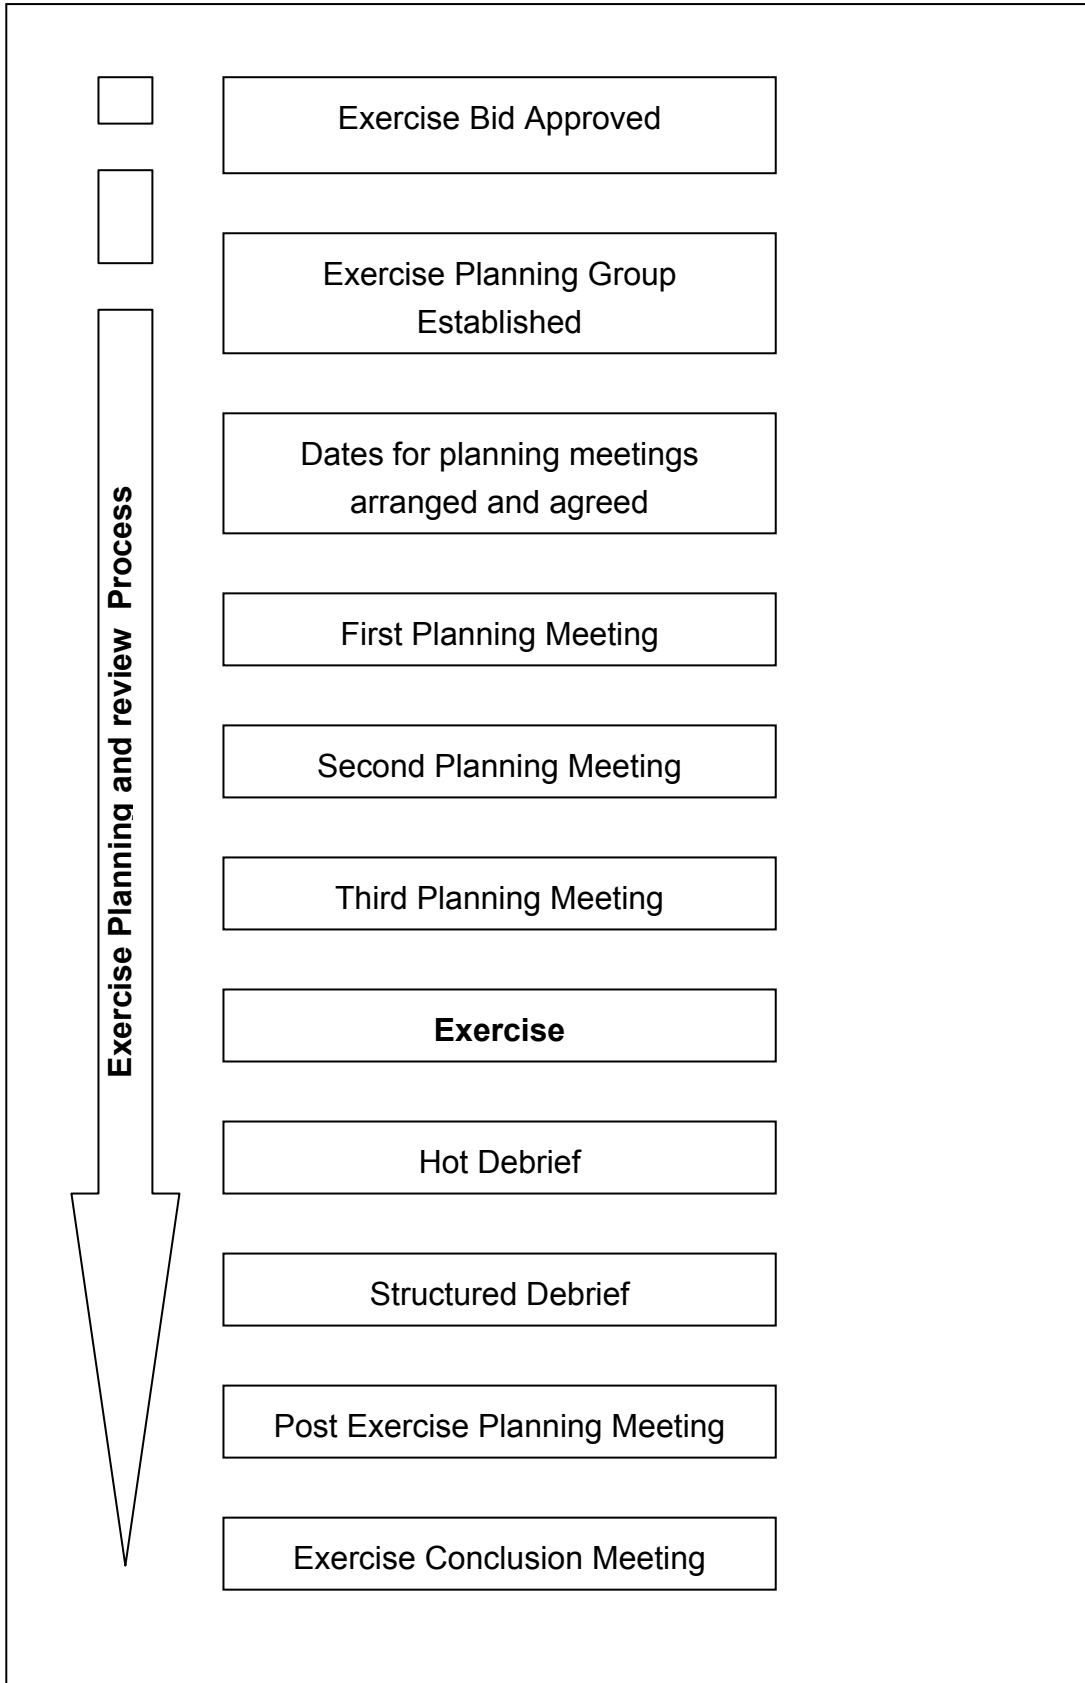 Exercise Bid Approved
Exercise Planning Group
Established
Dates for planning meetings
arranged and agreed
First Planning Meeting
Second Planning Meeting
Third Planning Meeting
Exercise
Hot Debrief
Structured Debrief
Post Exercise Planning Meeting
Exercise Conclusion Meeting
Exercise Planning and review  Process